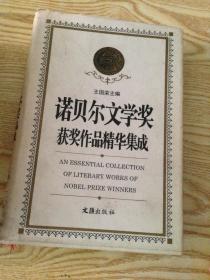 王国荣主编
诺贝尔文学奖
获奖作品精华集成
AN ESSENTIAL COLLECTION
OF LITERARY WORKS OF
NOBEL PRIZE WINNERS
文汇出版社